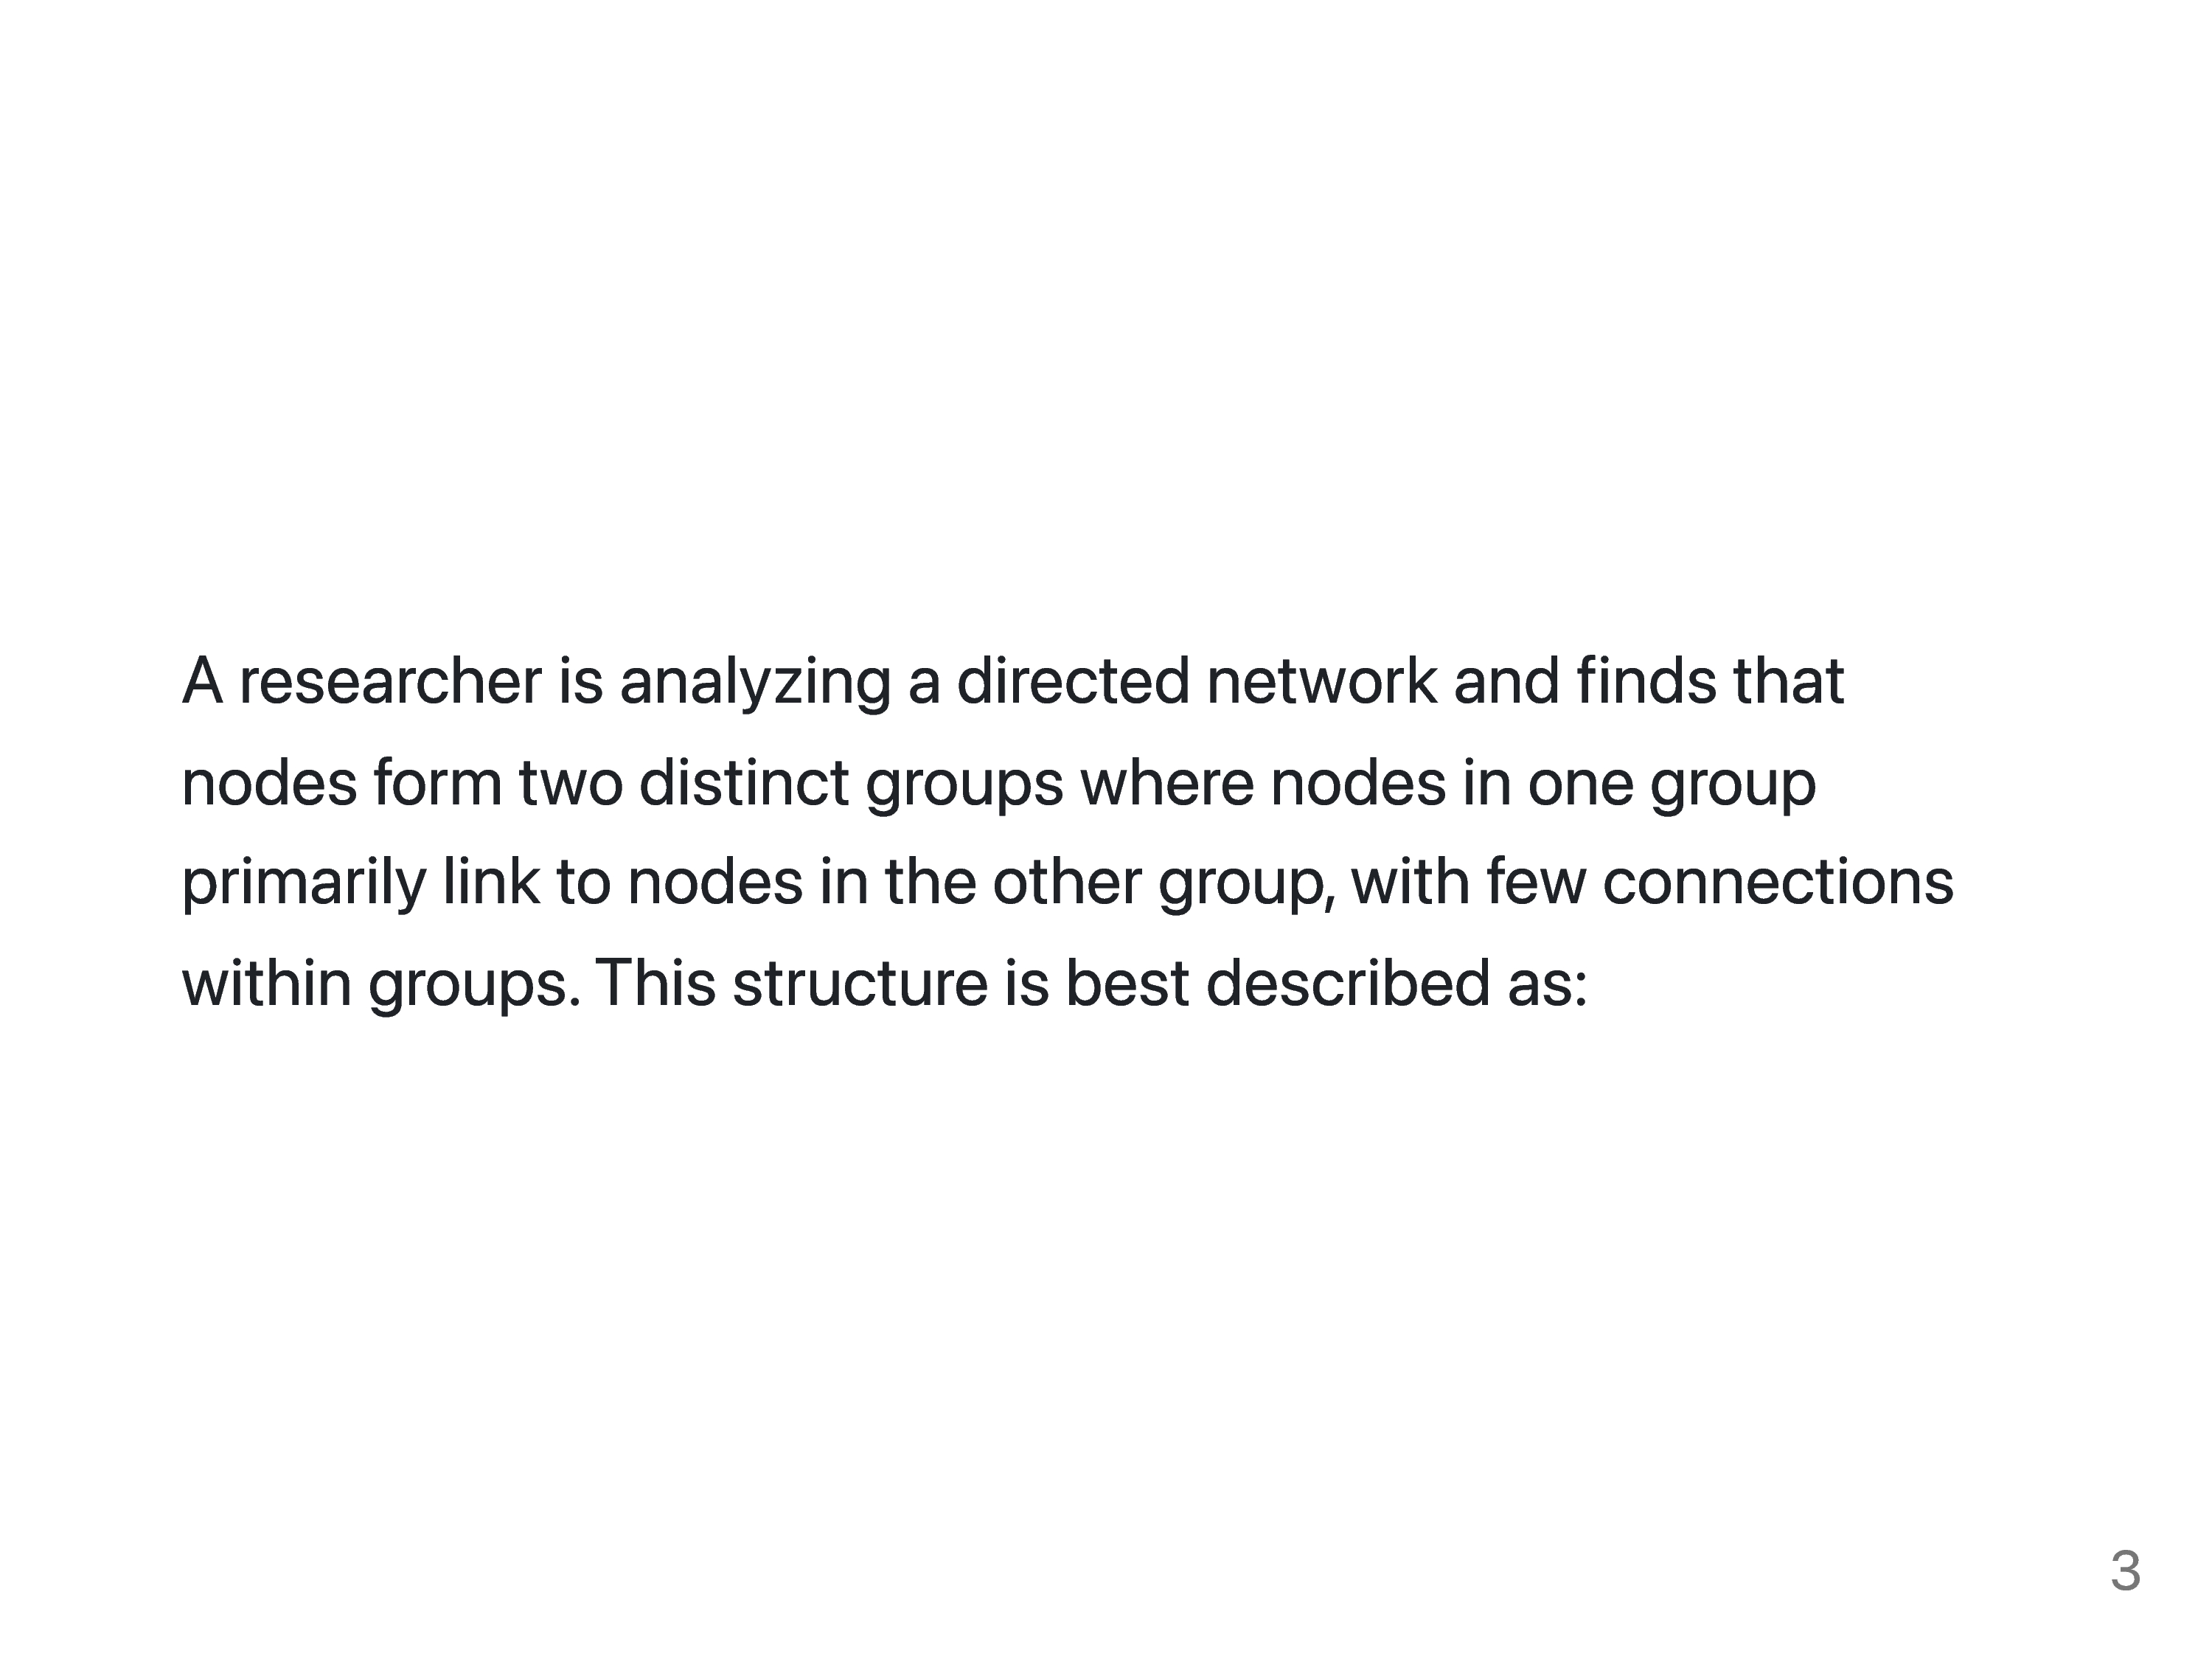 A researcher is analyzing a directed network and finds that
nodes form two distinct groups where nodes in one group
primarily link to nodes in the other group, with few connections
within groups. This structure is best described as:
3